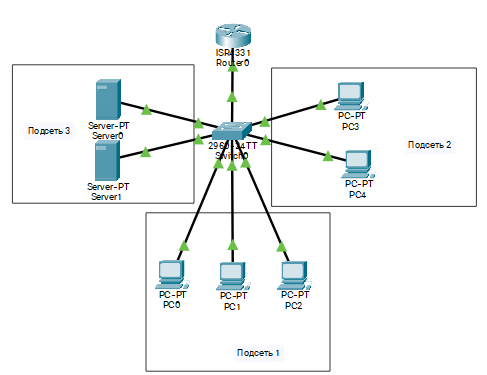 ISR4331
Router0
Подсеть 3
Server-PT
Server0
Server-PT
Server1
2960-24TT
Switch0
PC-PT
PC3
PC-PT
PC4
Подсеть 2
PC-PT
PC0
PC-PT
PC1
PC-PT
PC2
Подсеть 1